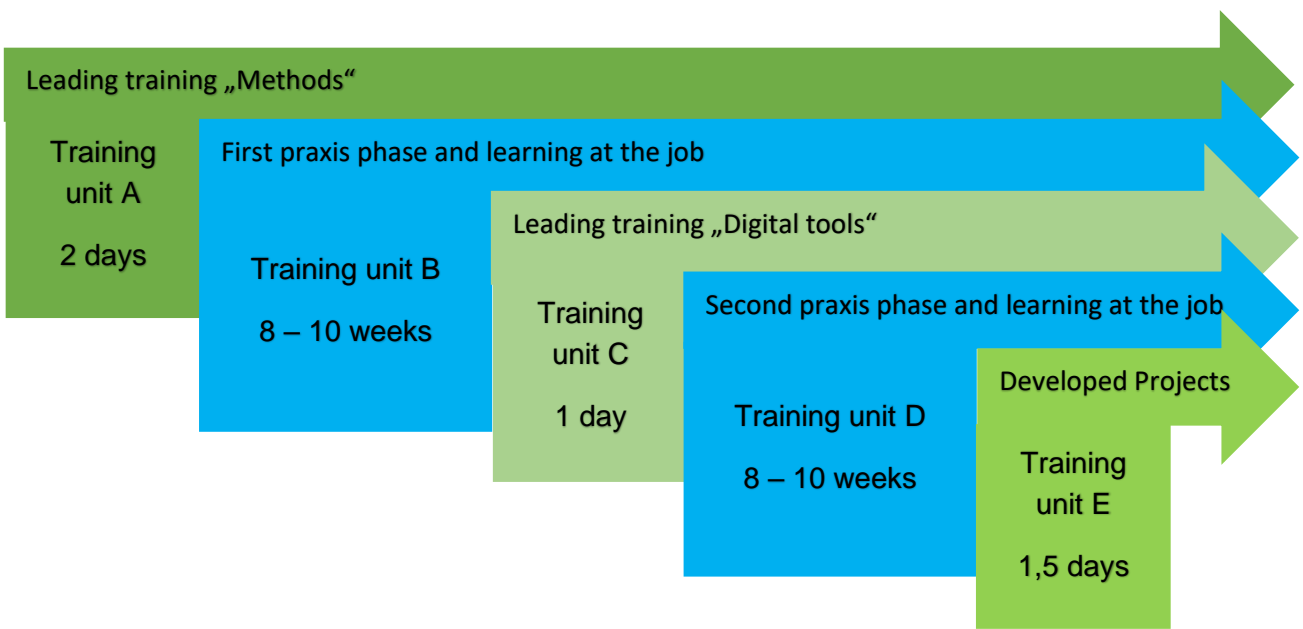 Leading training „Methods“
Training
unit A
2 days
First praxis phase and learning at the job
Training unit B
8 – 10 weeks
Leading training „Digital tools“
Training
unit C
1 day
Second praxis phase and learning at the job
Training unit D
8 – 10 weeks
Developed Projects
Training
unit E
1,5 days